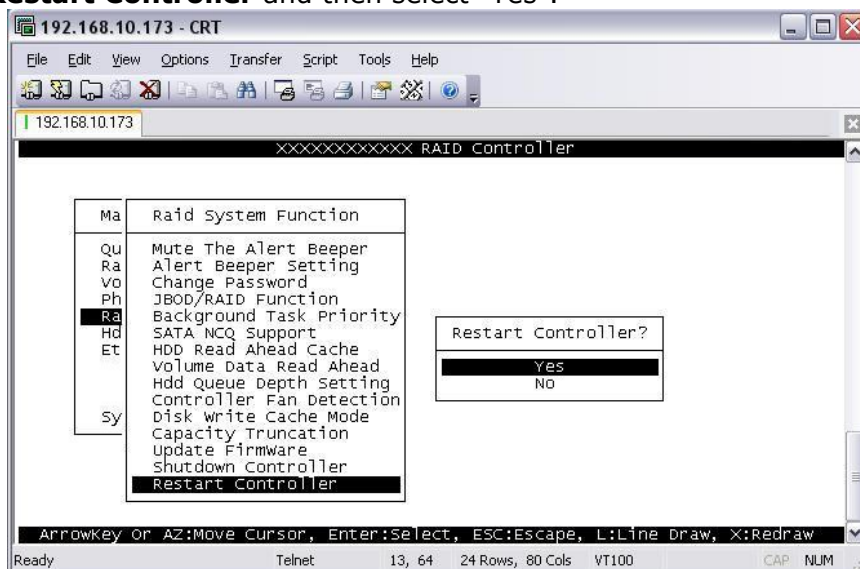 Restart Controller and then select "Yes".
192.168.10.173 - CRT
File Edit View Options Transfer Script Tools Help
192.168.10.173
XXXXXXXXXXXX RAID Controller
Ma
Raid System Function
Qu
Ra
Vo
Ph
Ra
Hd
Et
Sy
Mute The Alert Beeper
Alert Beeper Setting
Change Password
JBOD/RAID Function
Background Task Priority
SATA NCQ Support
HDD Read Ahead Cache
Volume Data Read Ahead
Hdd Queue Depth Setting
Controller Fan Detection
Disk Write Cache Mode
Capacity Truncation
Update FirmWare
Shutdown Controller
Restart Controller
Restart Controller?
Yes
No
ArrowKey Or AZ:Move Cursor, Enter:Select, ESC:Escape, L:Line Draw, X:Redraw
Ready Telnet 13, 64 24 Rows, 80 Cols VT100 CAP NUM